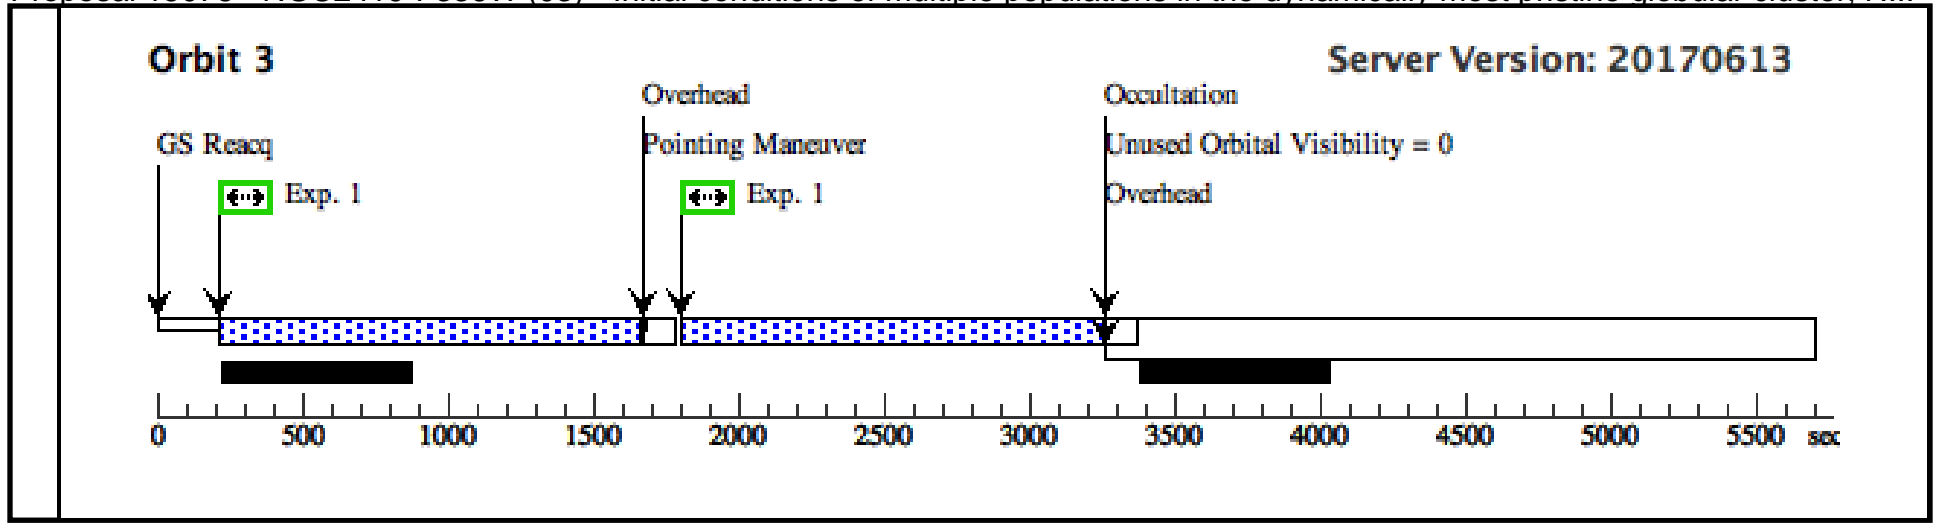 Orbit 3
Server Version: 20170613
Overhead
Occultation
GS Reacq
Pointing Maneuver
Unused Orbital Visibility = 0
Exp. 1
Exp. 1
Overhead
0 500 1000 1500 2000 2500 3000 3500 4000 4500 5000 5500 sec